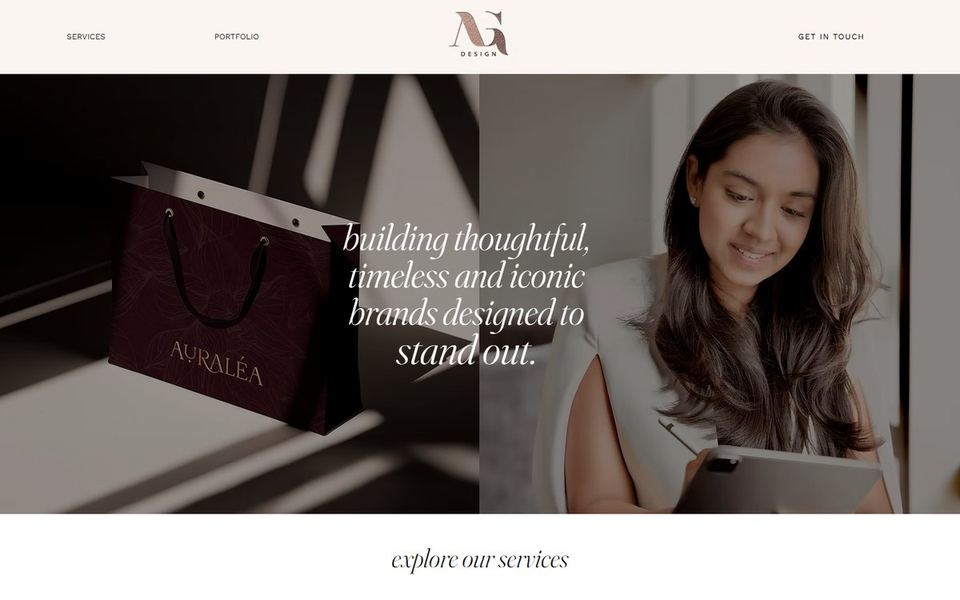 SERVICES
PORTFOLIO
AG
DESIGN
GET IN TOUCH
building thoughtful,
timeless and iconic
brands designed to
stand out.
AURALÉA
explore our services